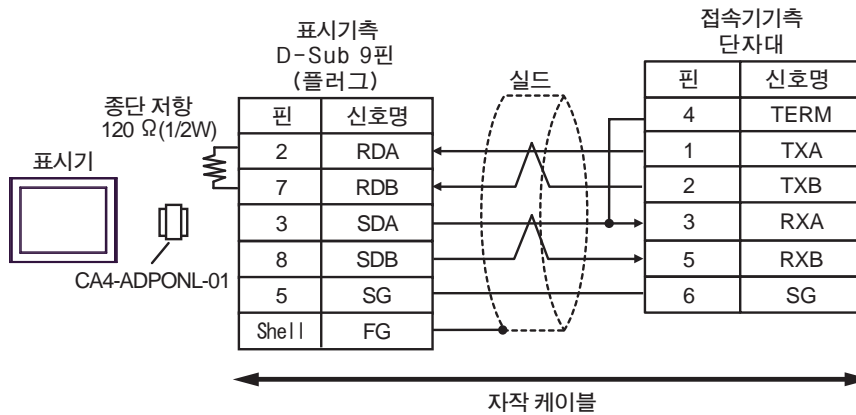 표시기측
D-Sub 9핀
(플러그)
접속기기측
단자대
실드
종단 저항
120 Ω(1/2W)
표시기
CA4-ADPONL-01
핀 신호명
2 RDA
7 RDB
3 SDA
8 SDB
5 SG
Shell FG
핀 신호명
4 TERM
1 TXA
2 TXB
3 RXA
5 RXB
6 SG
자작 케이블